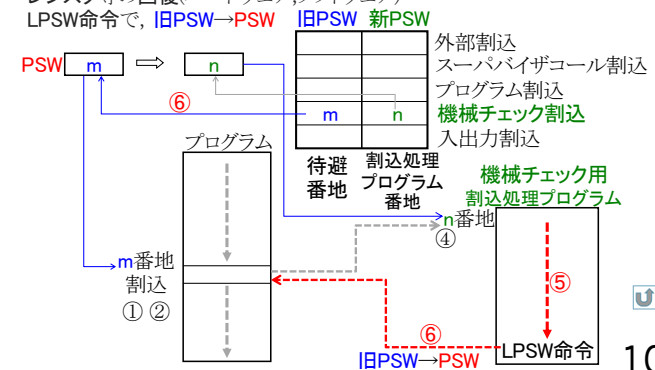 LPSW命令で, 旧PSW→PSW
旧PSW 新PSW
外部割込
スーパバイザコール割込
プログラム割込
機械チェック割込
入出力割込
PSW m ⇨ n
⑥
m n
プログラム
待避
番地
割込処理
プログラム
番地
機械チェック用
割込処理プログラム
n番地
④
m番地
割込
① ②
⑤
⑥
LPSW命令
旧PSW→PSW
10